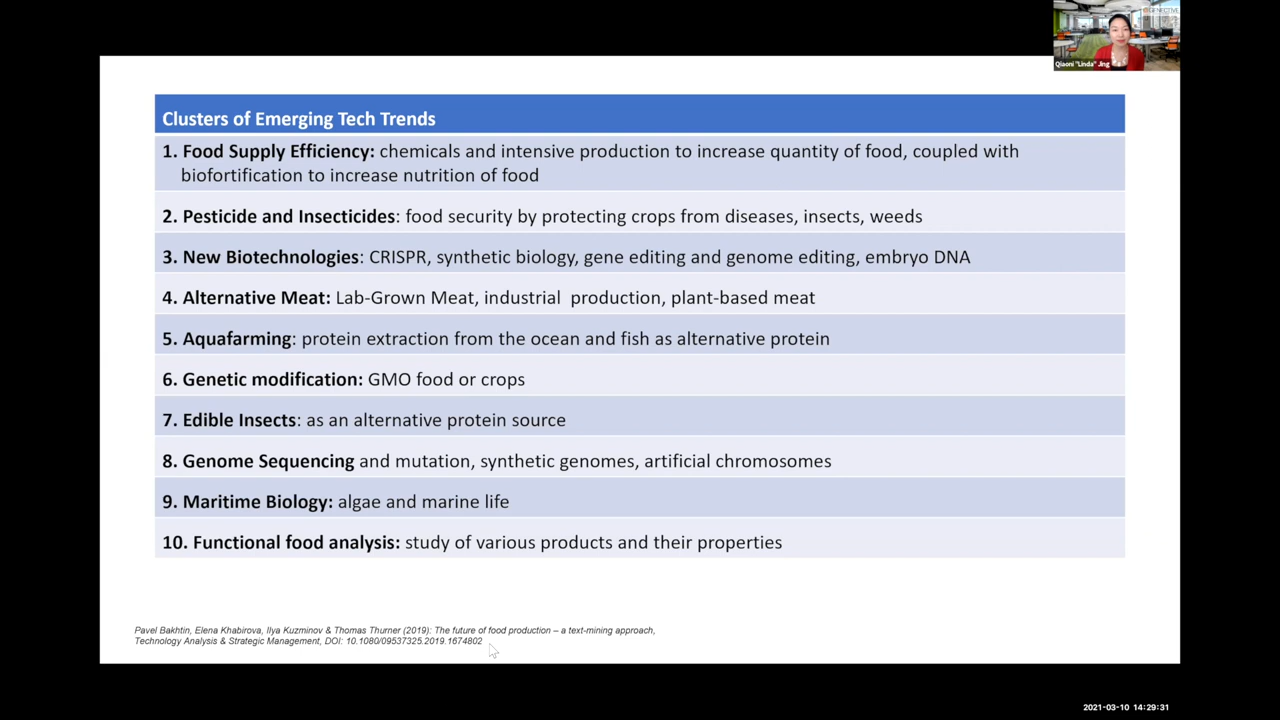 GENECTIVE
Qiaoni "Linda" Jing
Clusters of Emerging Tech Trends
1. Food Supply Efficiency: chemicals and intensive production to increase quantity of food, coupled with
biofortification to increase nutrition of food
2. Pesticide and Insecticides: food security by protecting crops from diseases, insects, weeds
3. New Biotechnologies: CRISPR, synthetic biology, gene editing and genome editing, embryo DNA
4. Alternative Meat: Lab-Grown Meat, industrial production, plant-based meat
5. Aquafarming: protein extraction from the ocean and fish as alternative protein
6. Genetic modification: GMO food or crops
7. Edible Insects: as an alternative protein source
8. Genome Sequencing and mutation, synthetic genomes, artificial chromosomes
9. Maritime Biology: algae and marine life
10. Functional food analysis: study of various products and their properties
Pavel Bakhtin, Elena Khabirova, Ilya Kuzminov & Thomas Thurner (2019): The future of food production – a text-mining approach,
Technology Analysis & Strategic Management, DOI: 10.1080/09537325.2019.1674802
2021-03-10 14:29:31